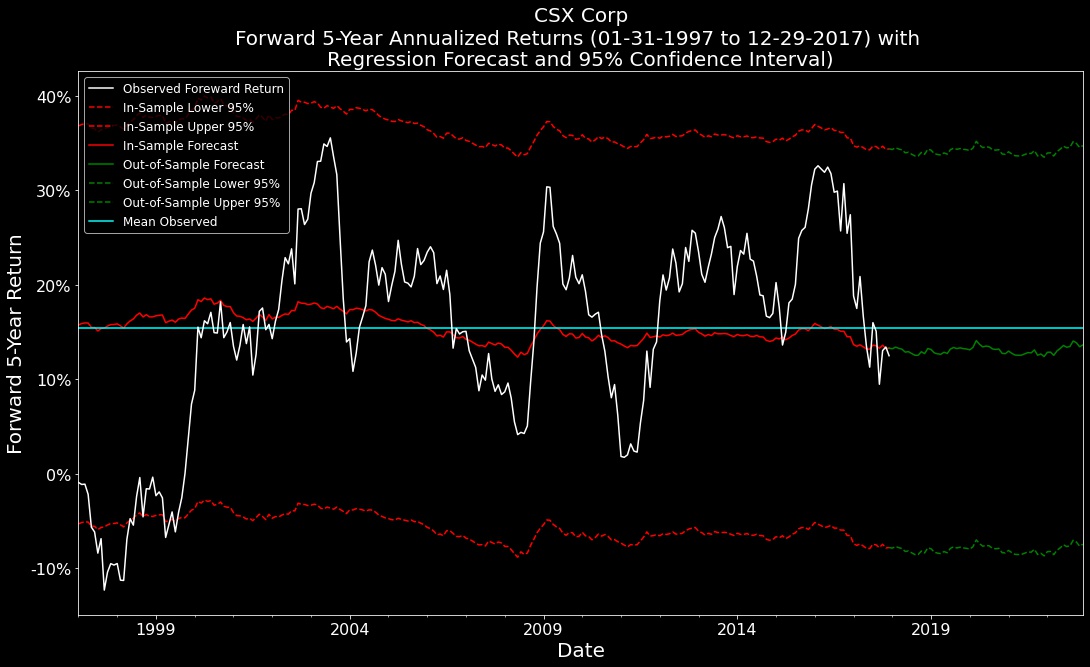 CSX Corp
Forward 5-Year Annualized Returns (01-31-1997 to 12-29-2017) with
Regression Forecast and 95% Confidence Interval)
Observed Foreward Return
In-Sample Lower 95%
In-Sample Upper 95%
In-Sample Forecast
Out-of-Sample Forecast
Out-of-Sample Lower 95%
Out-of-Sample Upper 95%
Mean Observed
Forward 5-Year Return
40%
30%
20%
10%
0%
-10%
1999
2004
2009
2014
2019
Date